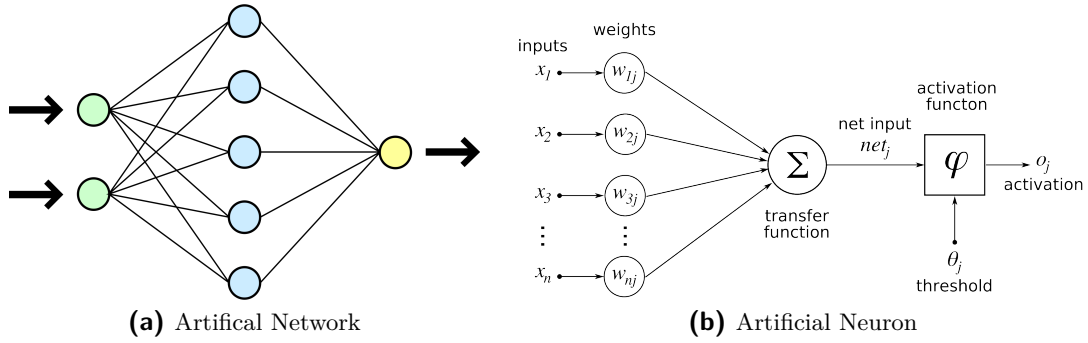 inputs
weights
x1
w1j
x2
w2j
x3
w3j
⋮
⋮
xn
wnj
Σ
transfer
function
net input
netj
activation
functon
φ
oj
activation
θj
threshold
(a) Artifical Network
(b) Artificial Neuron